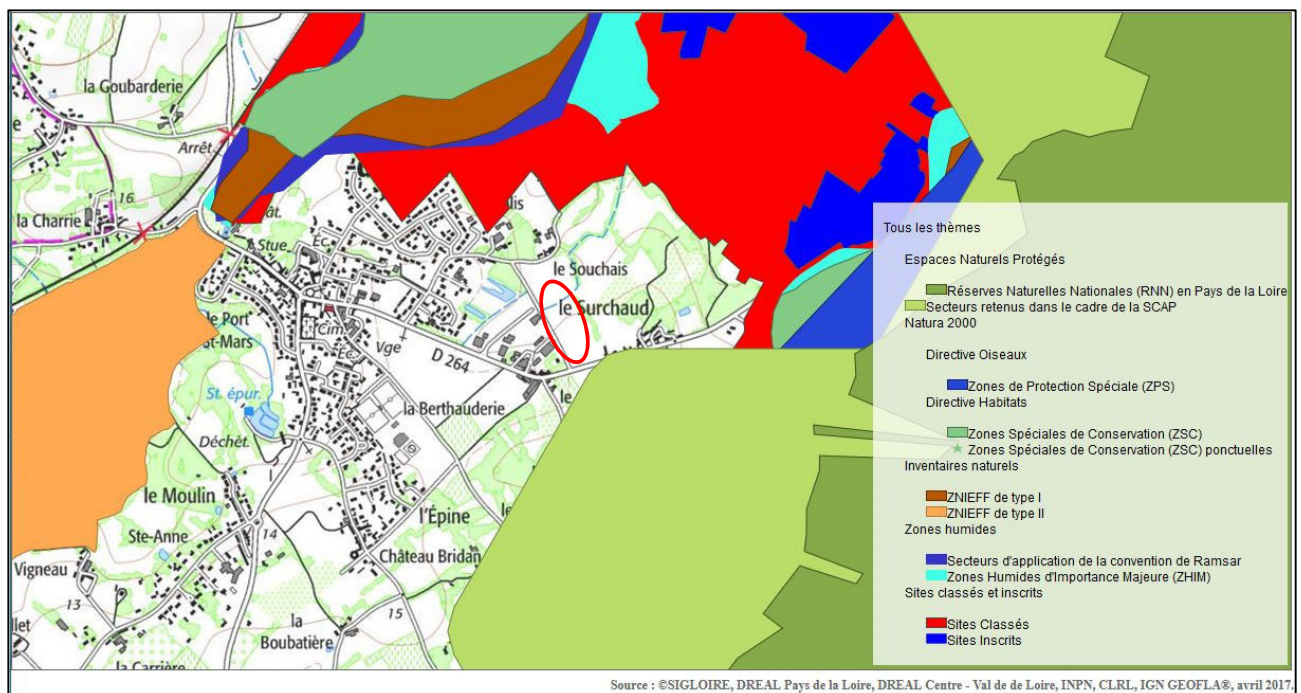 la Goubarderie
Arrêt
16
la Charrie
ât.
Stue
Éc.
lis
le Souchais
le Surchaud
le Port
St-Mars
Cim.
Éc.
Vge
D 264
St. épur.
la Berthauderie
Déchèt.
le Moulin
Ste-Anne
14
l'Épine
Château Bridan
Vigneau
13
llet
la
Boubatière
15
la Carrière
Tous les thèmes
Espaces Naturels Protégés
Réserves Naturelles Nationales (RNN) en Pays de la Loire
Secteurs retenus dans le cadre de la SCAP
Natura 2000
Directive Oiseaux
Zones de Protection Spéciale (ZPS)
Directive Habitats
Zones Spéciales de Conservation (ZSC)
Zones Spéciales de Conservation (ZSC) ponctuelles
Inventaires naturels
ZNIEFF de type I
ZNIEFF de type II
Zones humides
Secteurs d'application de la convention de Ramsar
Zones Humides d'Importance Majeure (ZHIM)
Sites classés et inscrits
Sites Classés
Sites Inscrits
Source : ©SIGLOIRE, DREAL Pays de la Loire, DREAL Centre - Val de Loire, INPN, CLRL, IGN GEOFLA®, avril 2017.